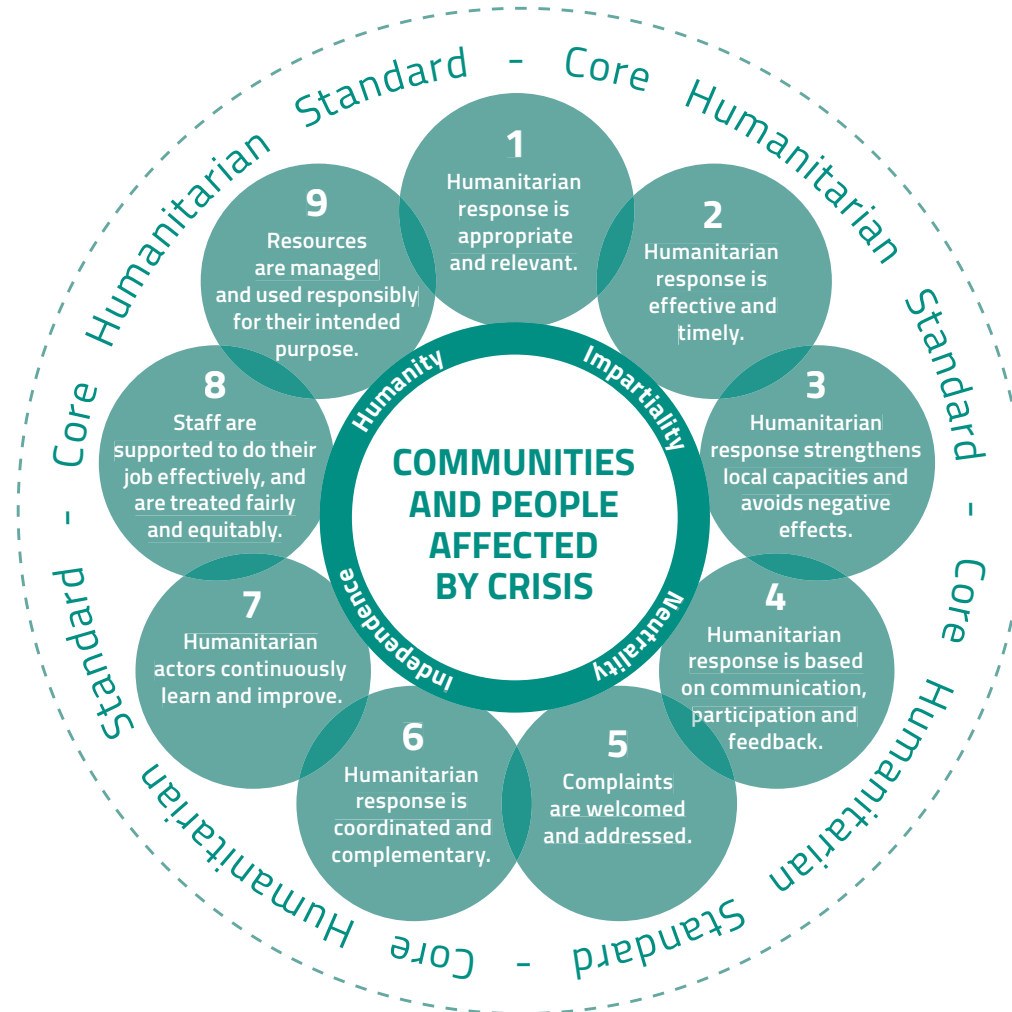 Core Humanitarian Standard - Core Humanitarian Standard - Core Humanitarian Standard - Core Humanitarian Standard -
1
Humanitarian
response is
appropriate
and relevant.
2
Humanitarian
response is
effective and
timely.
3
Humanitarian
response strengthens
local capacities and
avoids negative
effects.
4
Humanitarian
response is based
on communication,
participation and
feedback.
5
Complaints
are welcomed
and addressed.
6
Humanitarian
response is
coordinated and
complementary.
7
Humanitarian
actors continuously
learn and improve.
8
Staff are
supported to do their
job effectively, and
are treated fairly
and equitably.
9
Resources
are managed
and used responsibly
for their intended
purpose.
Humanity
Impartiality
Neutrality
Independence
COMMUNITIES
AND PEOPLE
AFFECTED
BY CRISIS